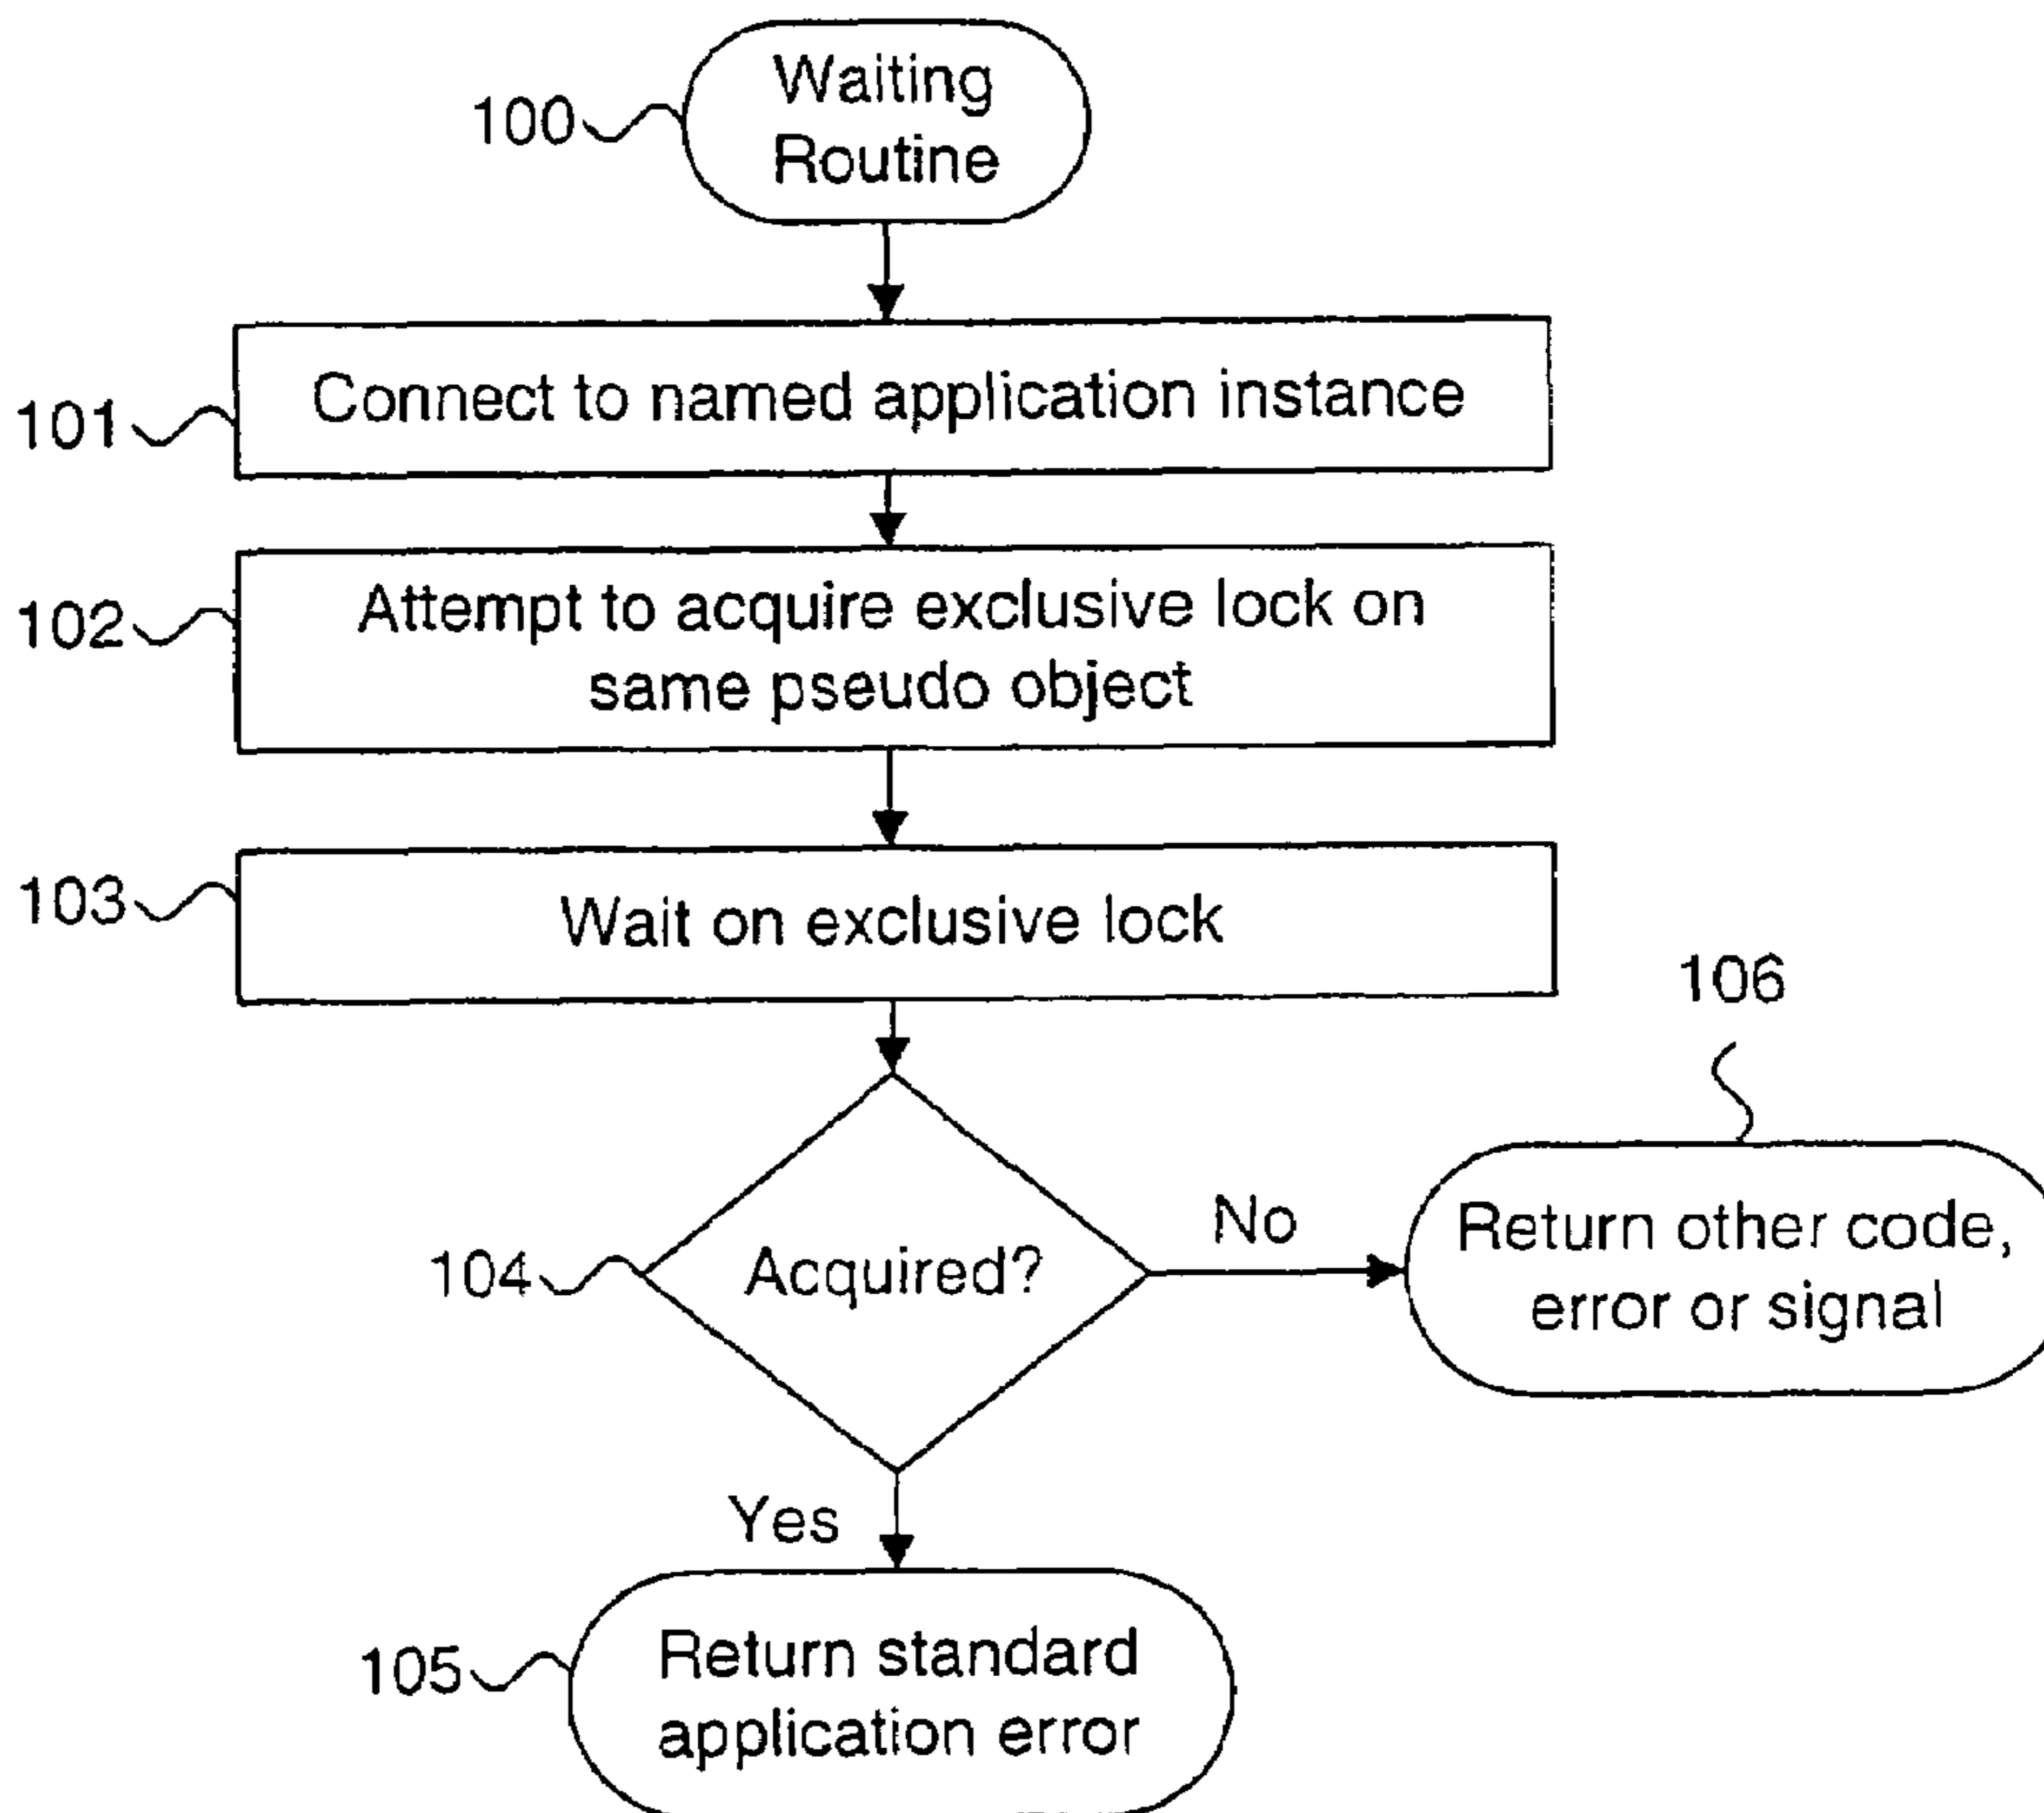 100
Waiting
Routine
101
Connect to named application instance
102
Attempt to acquire exclusive lock on
same pseudo object
103
Wait on exclusive lock
106
104
Acquired?
No
Return other code,
error or signal
Yes
105
Return standard
application error